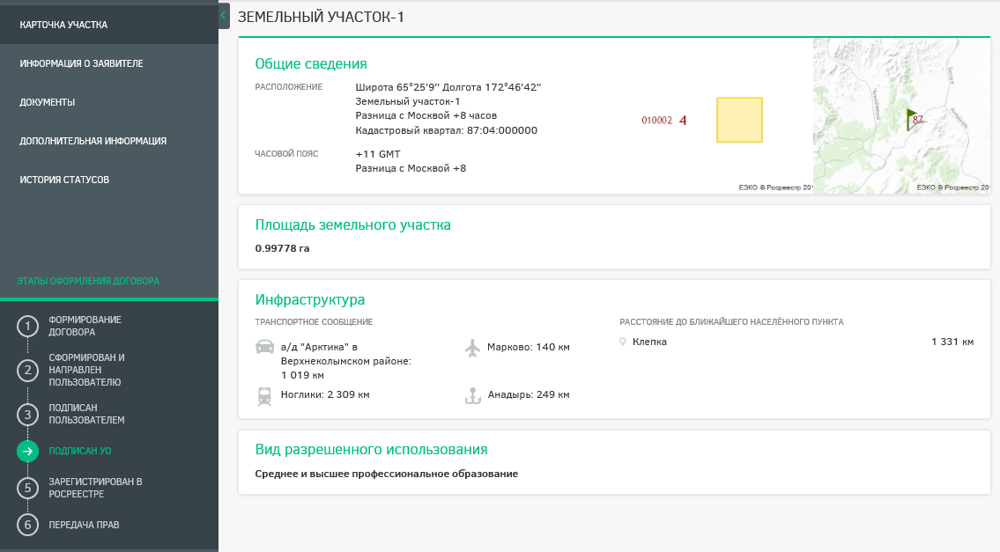 КАРТОЧКА УЧАСТКА
ИНФОРМАЦИЯ О ЗАЯВИТЕЛЕ
ДОКУМЕНТЫ
ДОПОЛНИТЕЛЬНАЯ ИНФОРМАЦИЯ
ИСТОРИЯ СТАТУСОВ
ЭТАПЫ ОФОРМЛЕНИЯ ДОГОВОРА
1 ФОРМИРОВАНИЕ
ДОГОВОРА
2 СФОРМИРОВАН И
НАПРАВЛЕН
ПОЛЬЗОВАТЕЛЮ
3 ПОДПИСАН
ПОЛЬЗОВАТЕЛЕМ
ПОДПИСАН УО
5 ЗАРЕГИСТРИРОВАН В
РОСРЕЕСТРЕ
6 ПЕРЕДАЧА ПРАВ
ЗЕМЕЛЬНЫЙ УЧАСТОК-1
Общие сведения
РАСПОЛОЖЕНИЕ
Широта 65°25′9″ Долгота 172°46′42″
Земельный участок-1
Разница с Москвой +8 часов
Кадастровый квартал: 87:04:000000
ЧАСОВОЙ ПОЯС
+11 GMT
Разница с Москвой +8
010002 4
ЕЭКО © Росреестр 201
87
Белая
Анадырь
ЕЭКО © Росреестр 201
Площадь земельного участка
0.99778 га
Инфраструктура
ТРАНСПОРТНОЕ СООБЩЕНИЕ
а/д "Арктика" в
Верхнеколымском районе:
1 019 км
Марково: 140 км
Ноглики: 2 309 км
Анадырь: 249 км
РАССТОЯНИЕ ДО БЛИЖАЙШЕГО НАСЕЛЁННОГО ПУНКТА
Клепка 1 331 км
Вид разрешенного использования
Среднее и высшее профессиональное образование